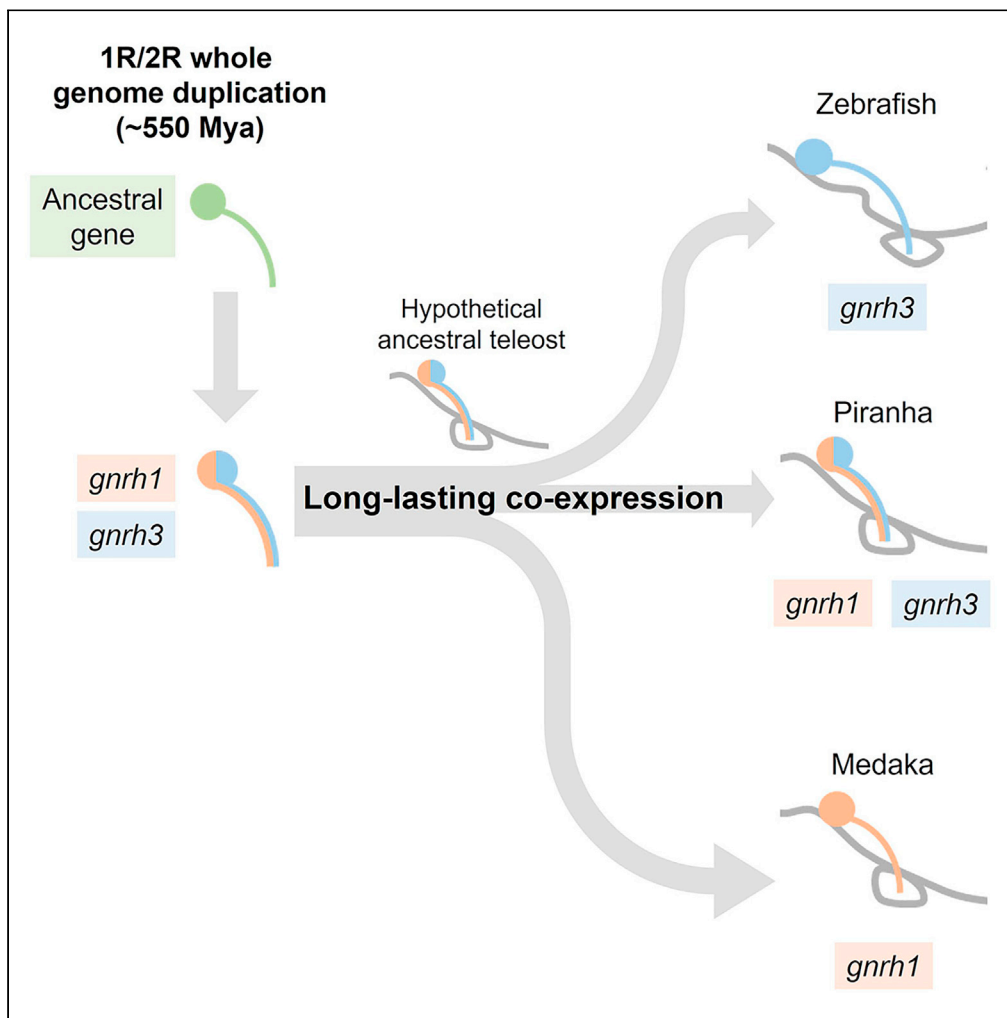 1R/2R whole
genome duplication
(~550 Mya)
Ancestral
gene
gnrh1
gnrh3
Hypothetical
ancestral teleost
Long-lasting co-expression
Zebrafish
gnrh3
Piranha
gnrh1 gnrh3
Medaka
gnrh1